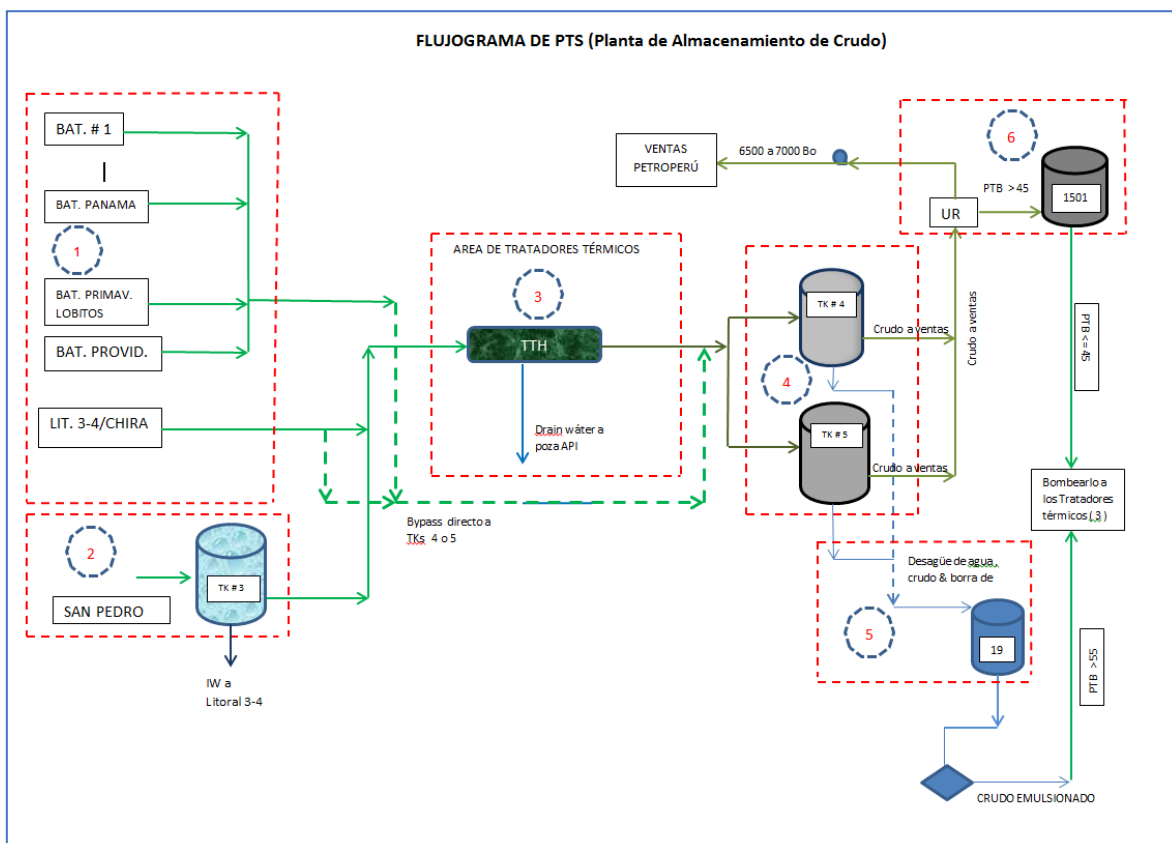 FLUJOGRAMA DE PTS (Planta de Almacenamiento de Crudo)
BAT. # 1
BAT. PANAMA
1
BAT. PRIMAV.
LOBITOS
BAT. PROVID.
LIT. 3-4/CHIRA
2
SAN PEDRO
TK # 3
IW a
Litoral 3-4
AREA DE TRATADORES TÉRMICOS
3
TTH
Drain wáter a
poza API
Bypass directo a
TKs 4 o 5
VENTAS
PETROPERÚ
6500 a 7000 Bo
TK # 4
Crudo a ventas
4
TK # 5
Crudo a ventas
Crudo a ventas
UR
PTB >45
6
1501
PTB <= 45
Bombearlo a
los Tratadores
térmicos ( 3 )
Desagüe de agua,
crudo & borra de
5
19
PTB > 55
CRUDO EMULSIONADO